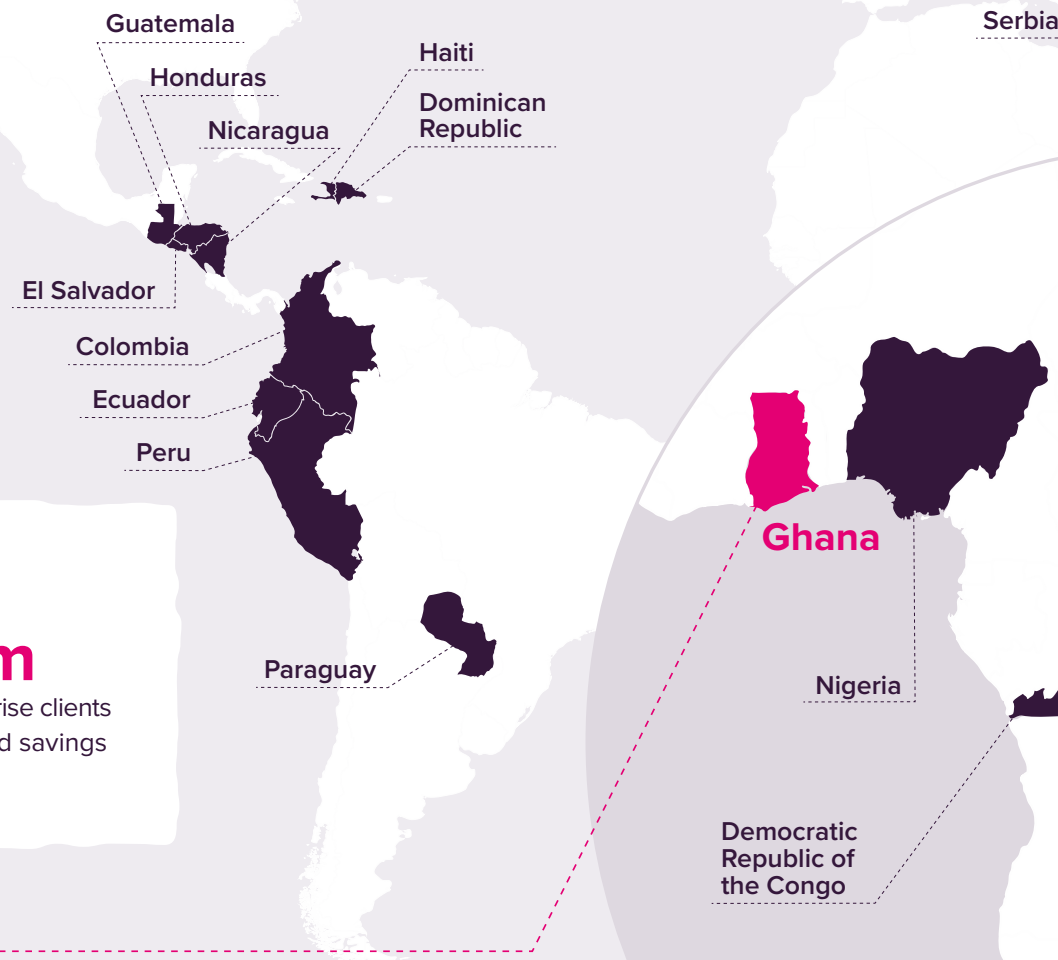 Guatemala
Honduras
Nicaragua
Haiti
Dominican
Republic
Serbia
El Salvador
Colombia
Ecuador
Peru
Ghana
m
rise clients
d savings
Paraguay
Nigeria
Democratic
Republic of
the Congo